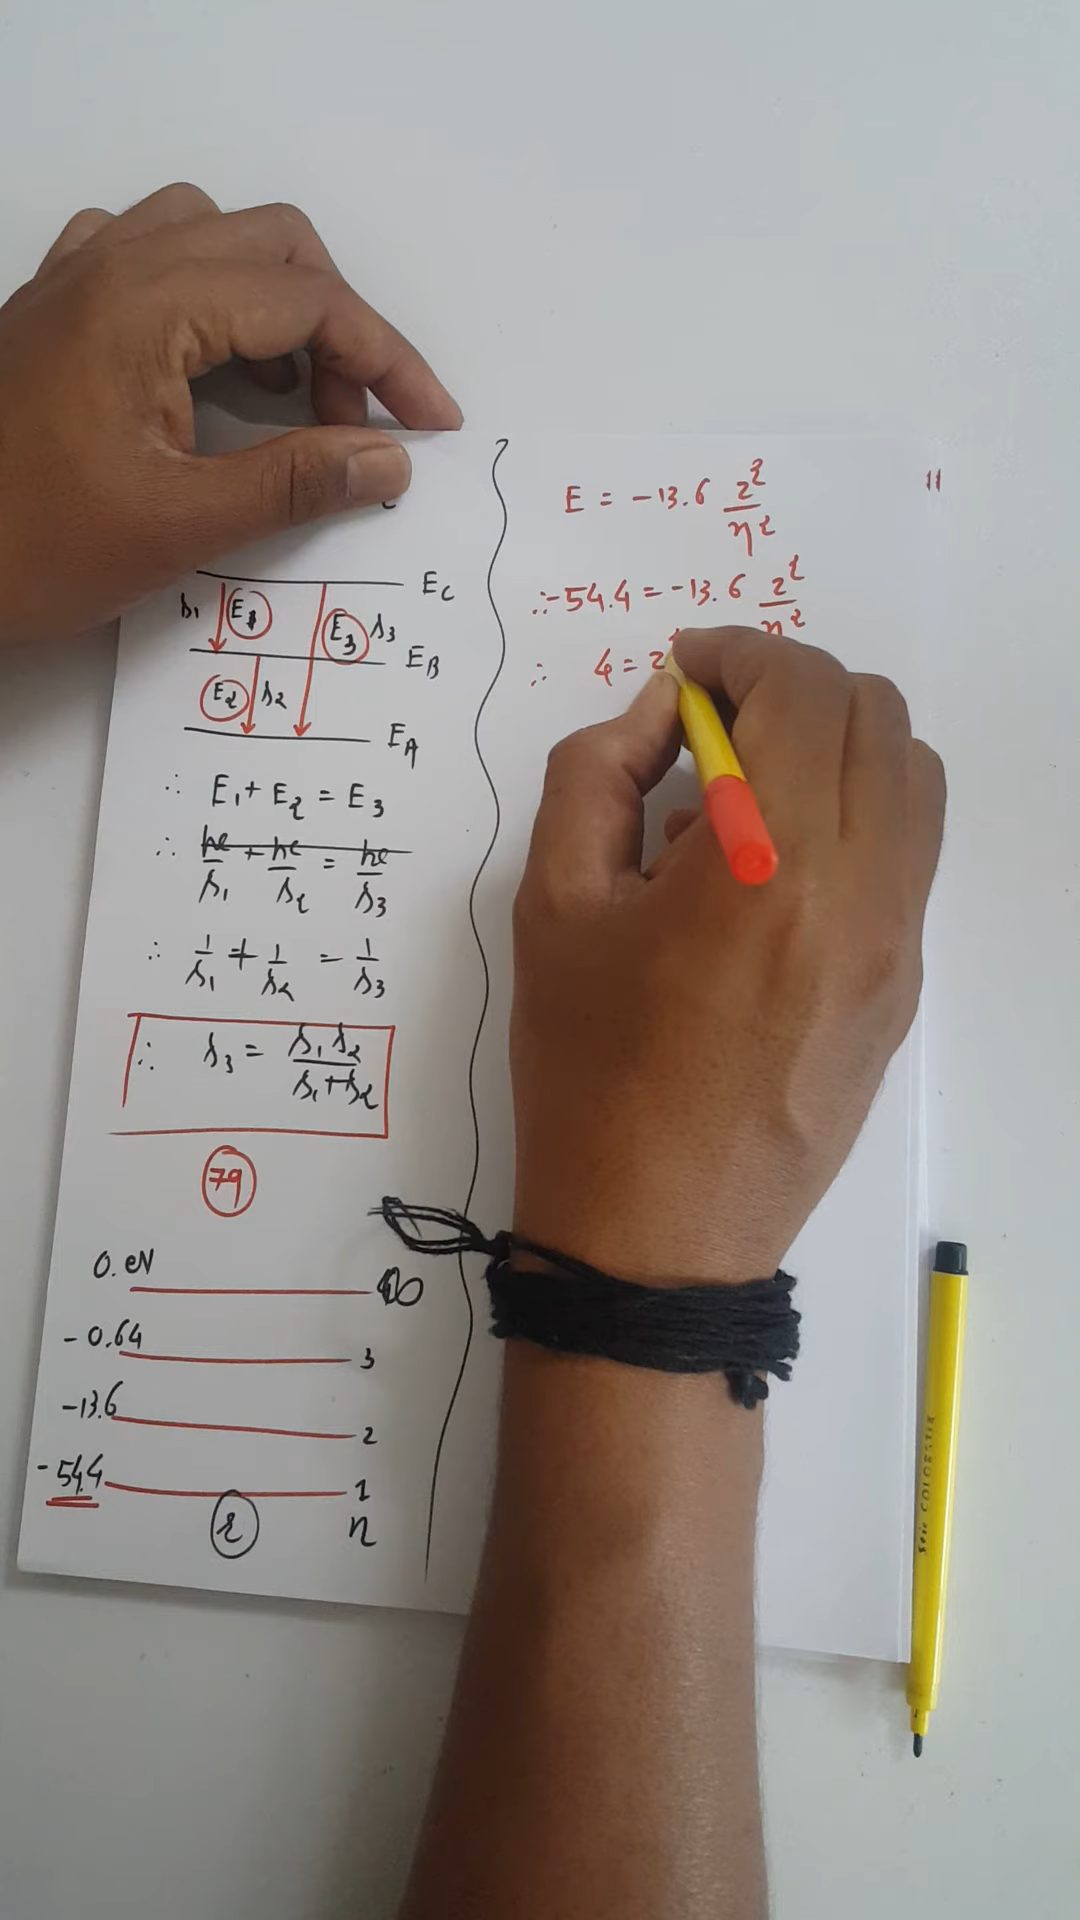 E_C
λ₁ E₁ E₃ λ₃
E_B
E₂ λ₂
E_A
∴ E₁ + E₂ = E₃
∴ hc/λ₁ + hc/λ₂ = hc/λ₃
∴ 1/λ₁ + 1/λ₂ = 1/λ₃
∴ λ₃ = λ₁λ₂/(λ₁+λ₂)
79
0. eV
-0.64 3
-13.6 2
-54.4 1
2 n
E = -13.6 z²/n²
∴ -54.4 = -13.6 z²/n²
∴ 4 = z
11